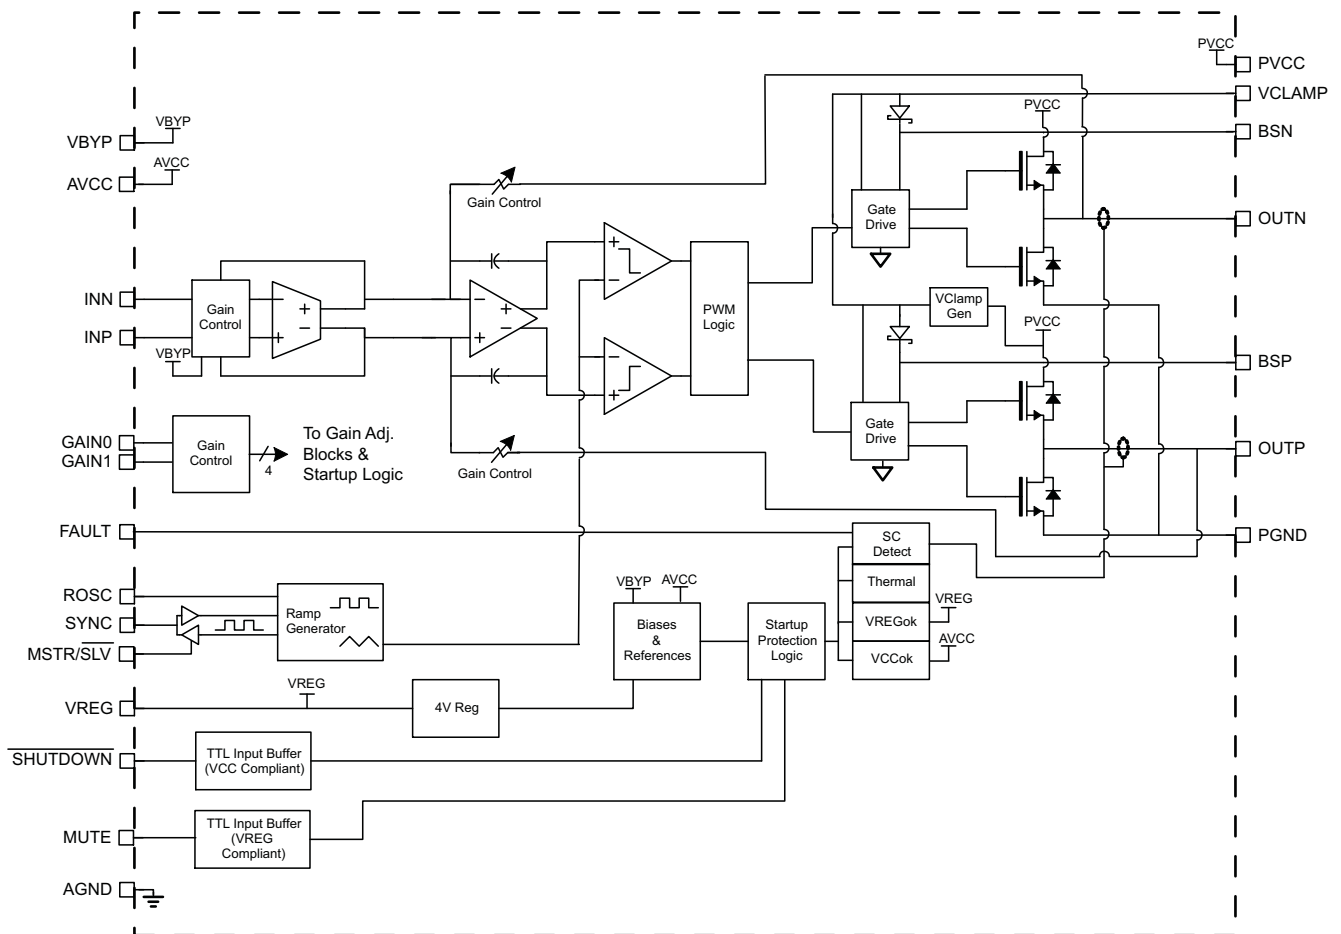 PVCC
PVCC
VCLAMP
PVCC
VBYP
VBYP
BSN
AVCC
AVCC
Gain Control
Gate
Drive
OUTN
INN
INP
Gain
Control
VBYP
−
+
+
−
−
+
+
−
+
−
−
+
PWM
Logic
VClamp
Gen
PVCC
BSP
GAIN0
GAIN1
Gain
Control
4
To Gain Adj.
Blocks &
Startup Logic
Gain Control
Gate
Drive
OUTP
FAULT
SC
Detect
PGND
ROSC
SYNC
MSTR/SLV
Ramp
Generator
VBYP
AVCC
Biases
&
References
Startup
Protection
Logic
Thermal
VREGok
VREG
VCCok
AVCC
VREG
VREG
4V Reg
SHUTDOWN
TTL Input Buffer
(VCC Compliant)
MUTE
TTL Input Buffer
(VREG
Compliant)
AGND